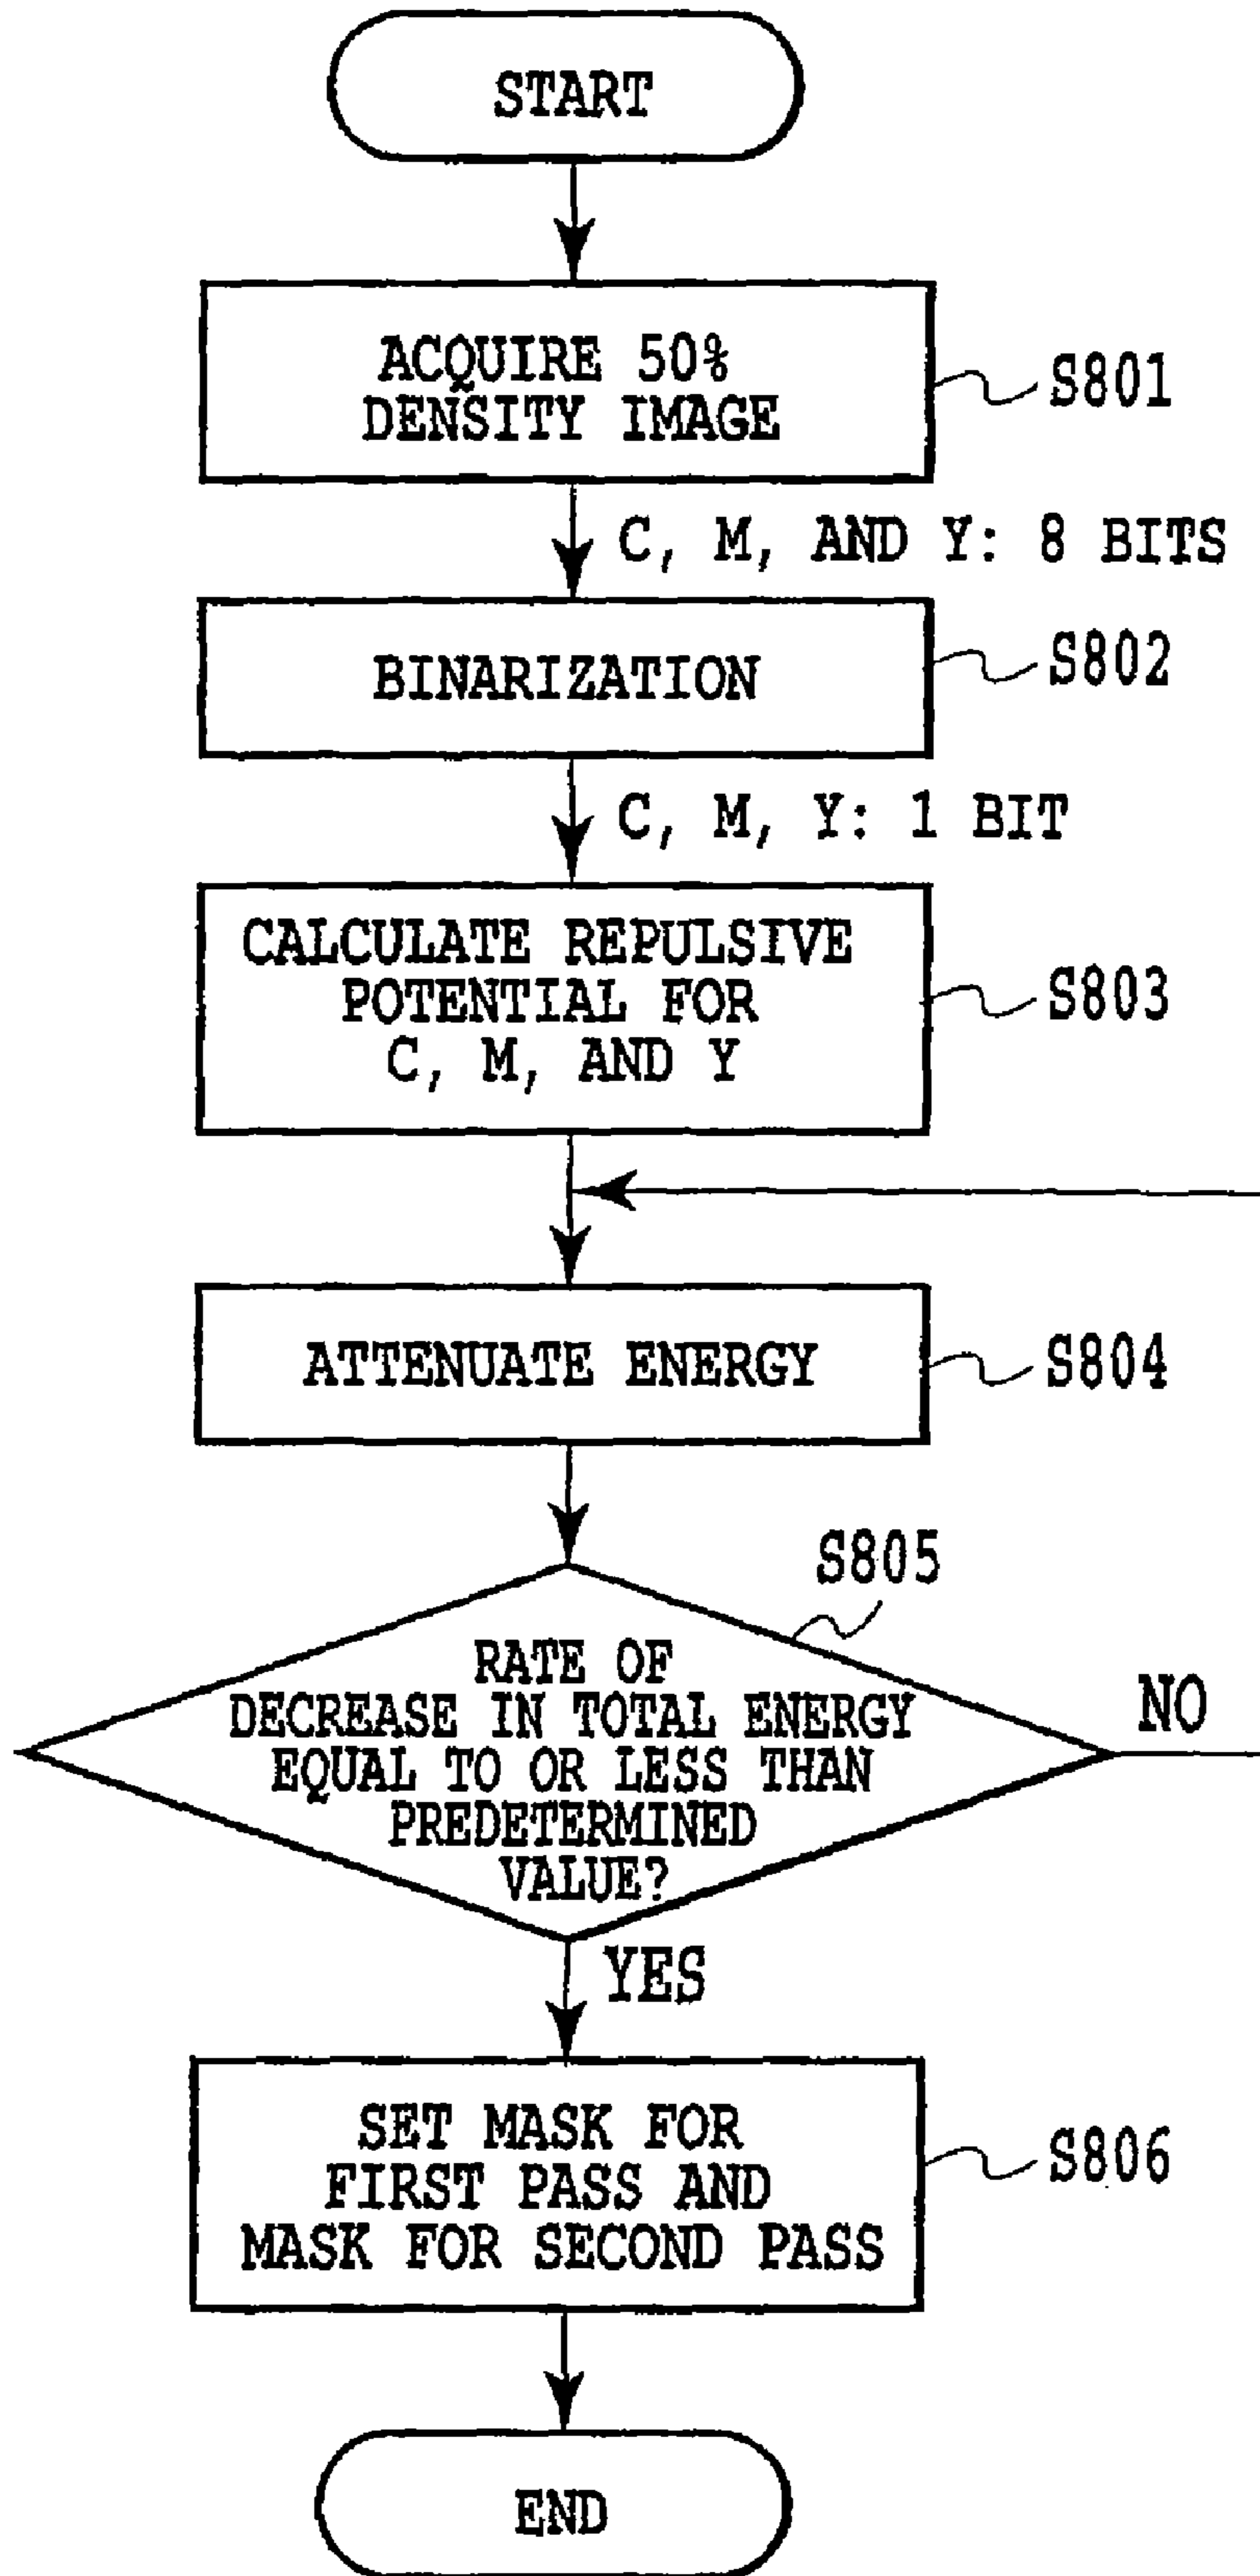 START
ACQUIRE 50%
DENSITY IMAGE
S801
C, M, AND Y: 8 BITS
BINARIZATION
S802
C, M, Y: 1 BIT
CALCULATE REPULSIVE
POTENTIAL FOR
C, M, AND Y
S803
ATTENUATE ENERGY
S804
S805
RATE OF
DECREASE IN TOTAL ENERGY
EQUAL TO OR LESS THAN
PREDETERMINED
VALUE?
NO
YES
SET MASK FOR
FIRST PASS AND
MASK FOR SECOND PASS
S806
END